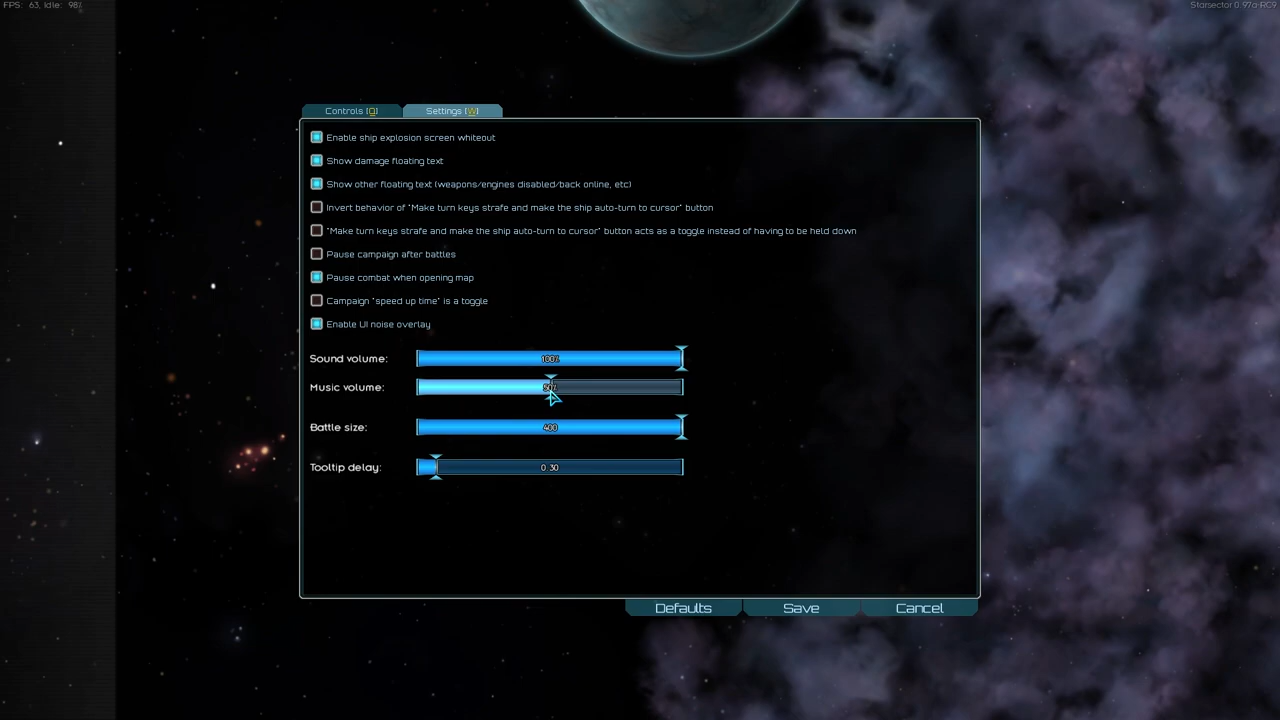 FPS: 63, Idle: 98%
Starsector 0.97a-RC9
Controls [Q]
Settings [W]
Enable ship explosion screen whiteout
Show damage floating text
Show other floating text (weapons/engines disabled/back online, etc)
Invert behavior of "Make turn keys strafe and make the ship auto-turn to cursor" button
"Make turn keys strafe and make the ship auto-turn to cursor" button acts as a toggle instead of having to be held down
Pause campaign after battles
Pause combat when opening map
Campaign "speed up time" is a toggle
Enable UI noise overlay
Sound volume: 100%
Music volume: 50%
Battle size: 400
Tooltip delay: 0.30
Defaults
Save
Cancel